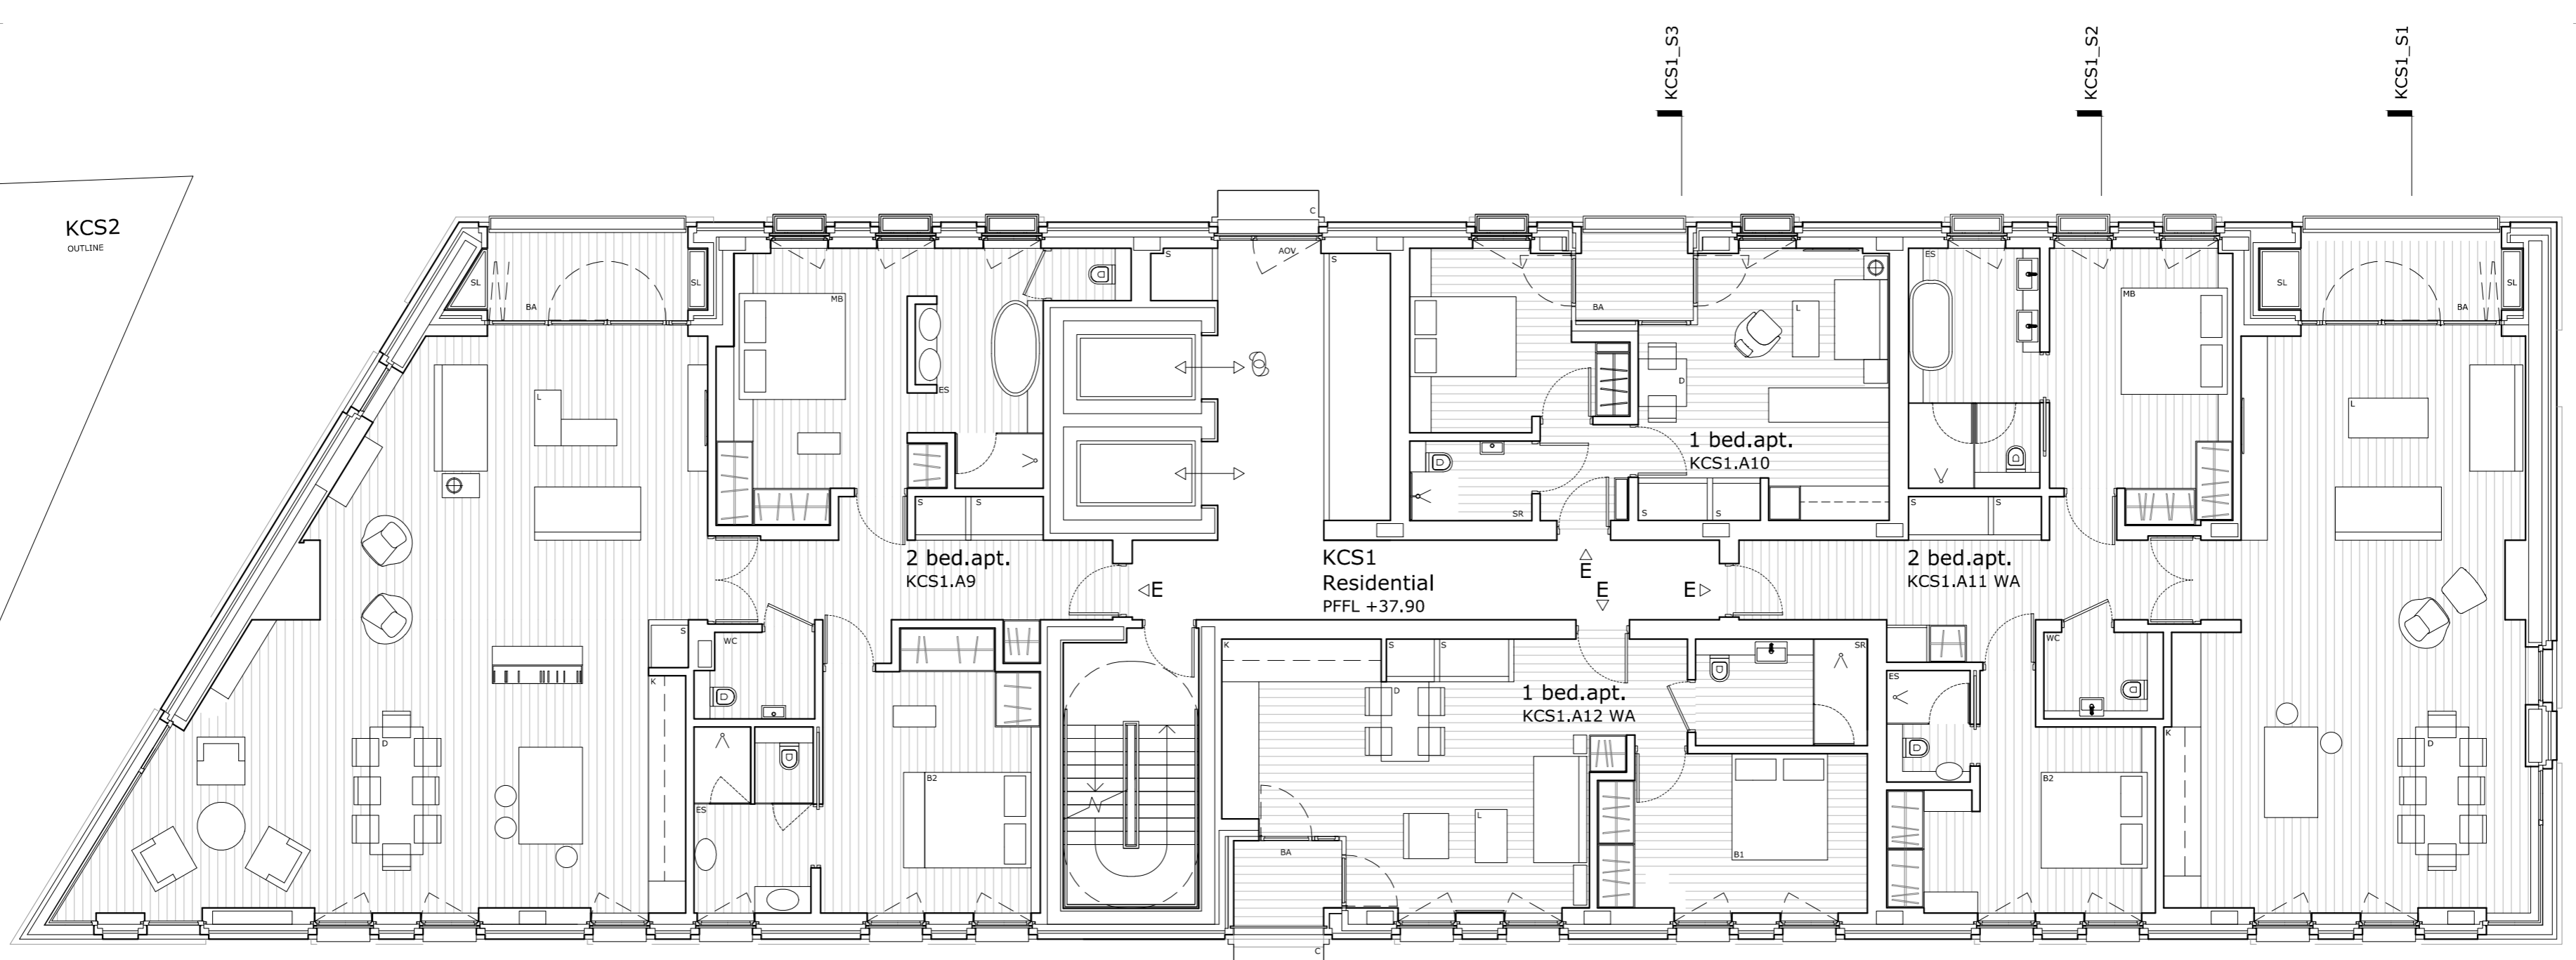 KCS1_S3
KCS1_S2
KCS1_S1
KCS2
OUTLINE
C
AOV
S
S
SL
SL
BA
MB
ES
L
BA
L
D
ES
MB
SL
SL
BA
L
1 bed.apt.
KCS1.A10
S
S
S
S
SR
S
S
2 bed.apt.
KCS1.A9
E
KCS1
Residential
PFFL +37.90
E
E
E
2 bed.apt.
KCS1.A11 WA
S
WC
K
K
S
S
D
1 bed.apt.
KCS1.A12 WA
SR
ES
WC
K
D
D
B2
ES
L
B1
B2
BA
C